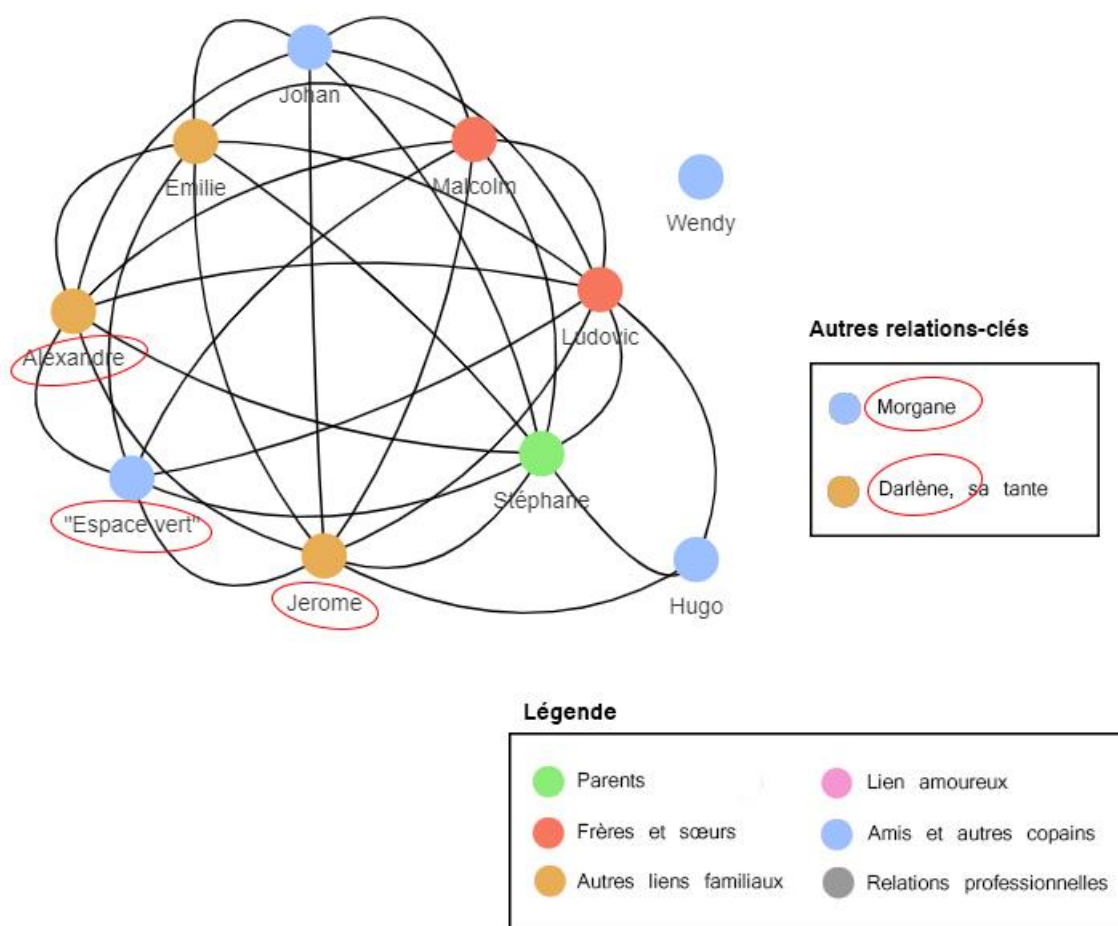 Johan
Emilie
Malcolm
Wendy
Ludovic
Alexandre
Stéphane
"Espace vert"
Jerome
Hugo
Autres relations-clés
Morgane
Darlène, sa tante
Légende
Parents
Lien amoureux
Frères et sœurs
Amis et autres copains
Autres liens familiaux
Relations professionnelles